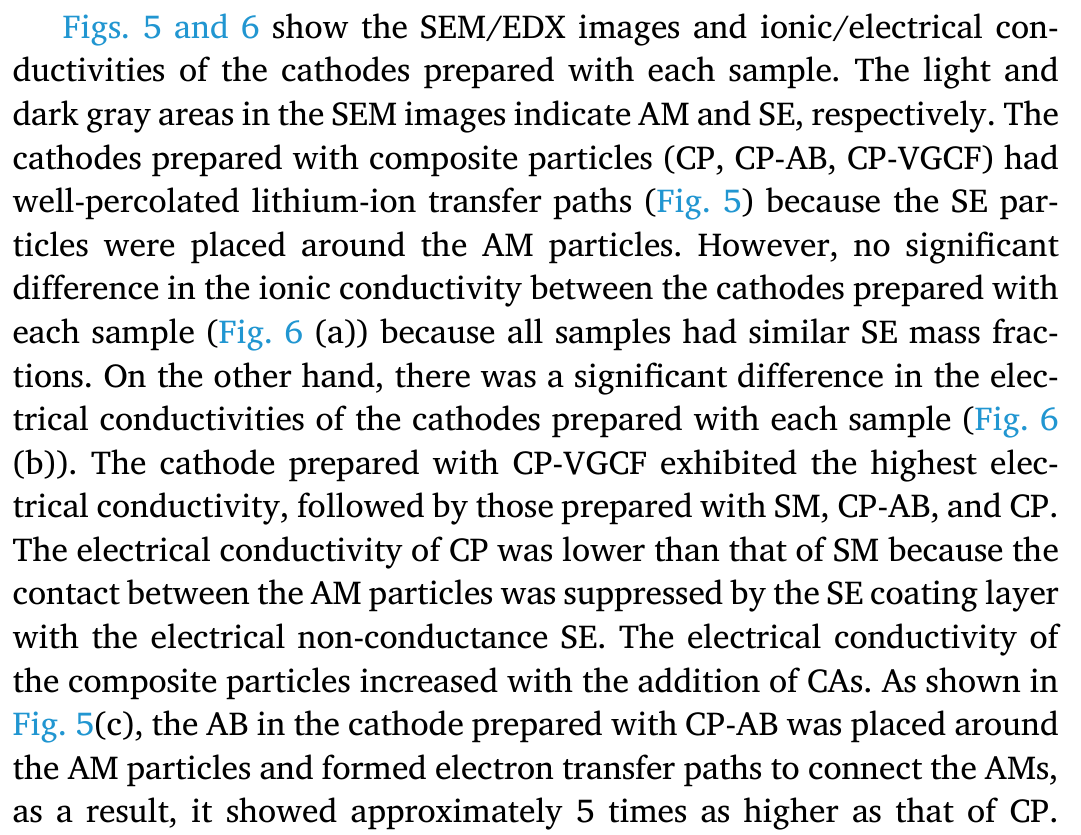 Figs. 5 and 6 show the SEM/EDX images and ionic/electrical con-
ductivities of the cathodes prepared with each sample. The light and
dark gray areas in the SEM images indicate AM and SE, respectively. The
cathodes prepared with composite particles (CP, CP-AB, CP-VGCF) had
well-percolated lithium-ion transfer paths (Fig. 5) because the SE par-
ticles were placed around the AM particles. However, no significant
difference in the ionic conductivity between the cathodes prepared with
each sample (Fig. 6 (a)) because all samples had similar SE mass frac-
tions. On the other hand, there was a significant difference in the elec-
trical conductivities of the cathodes prepared with each sample (Fig. 6
(b)). The cathode prepared with CP-VGCF exhibited the highest elec-
trical conductivity, followed by those prepared with SM, CP-AB, and CP.
The electrical conductivity of CP was lower than that of SM because the
contact between the AM particles was suppressed by the SE coating layer
with the electrical non-conductance SE. The electrical conductivity of
the composite particles increased with the addition of CAs. As shown in
Fig. 5(c), the AB in the cathode prepared with CP-AB was placed around
the AM particles and formed electron transfer paths to connect the AMs,
as a result, it showed approximately 5 times as higher as that of CP.